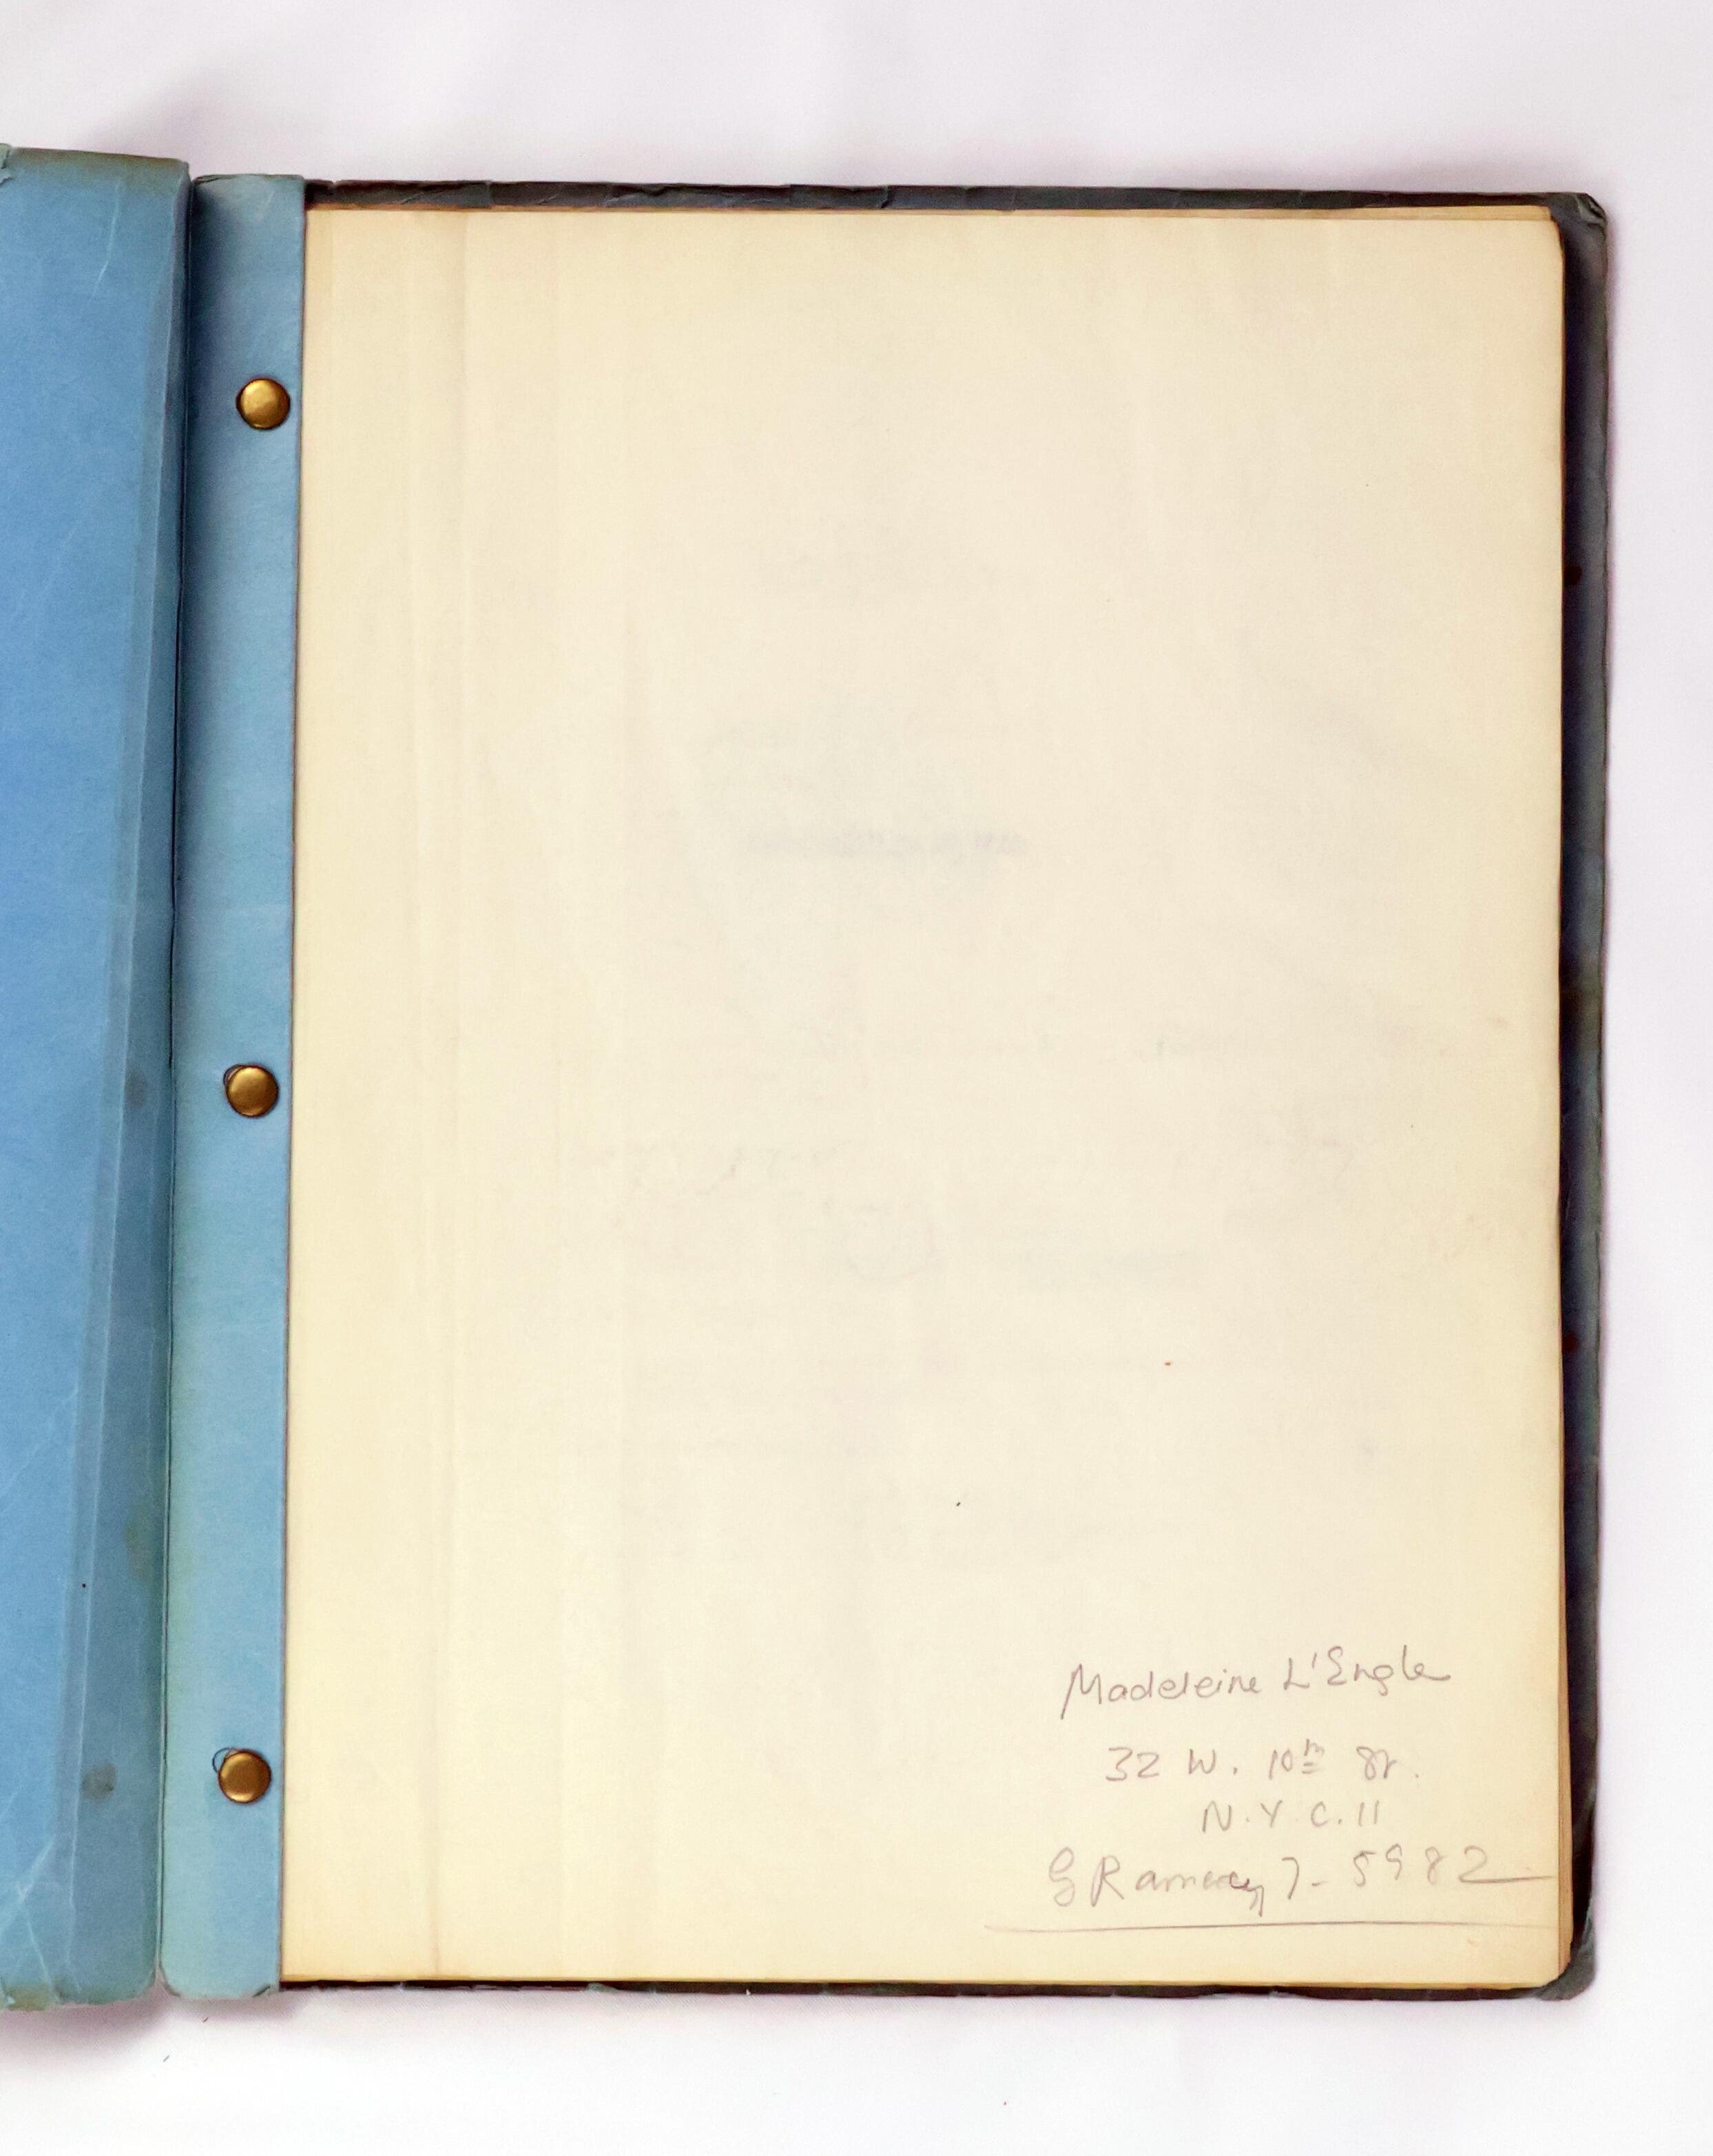 Madeleine L'Engle
32 W. 10th St.
N.Y.C. 11
GRamercy 7-5982